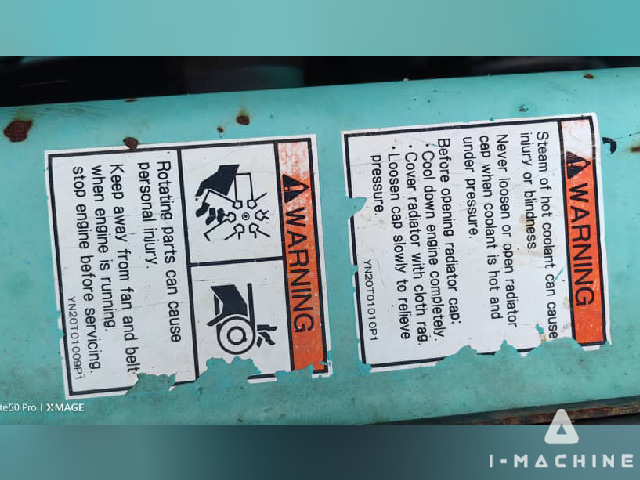 WARNING
Steam of hot coolant can cause
injury or blindness
Never loosen or open radiator
cap when coolant is hot and
under pressure.
Before opening radiator cap:
Cool down engine completely.
· Cover radiator with cloth rag.
· Loosen cap slowly to relieve
pressure.
YN20T01010P1
WARNING
Rotating parts can cause
personal injury.
Keep away from fan and belt
when engine is running.
stop engine before servicing.
YN20T01009P1
te50 Pro | XMAGE
I-MACHINE